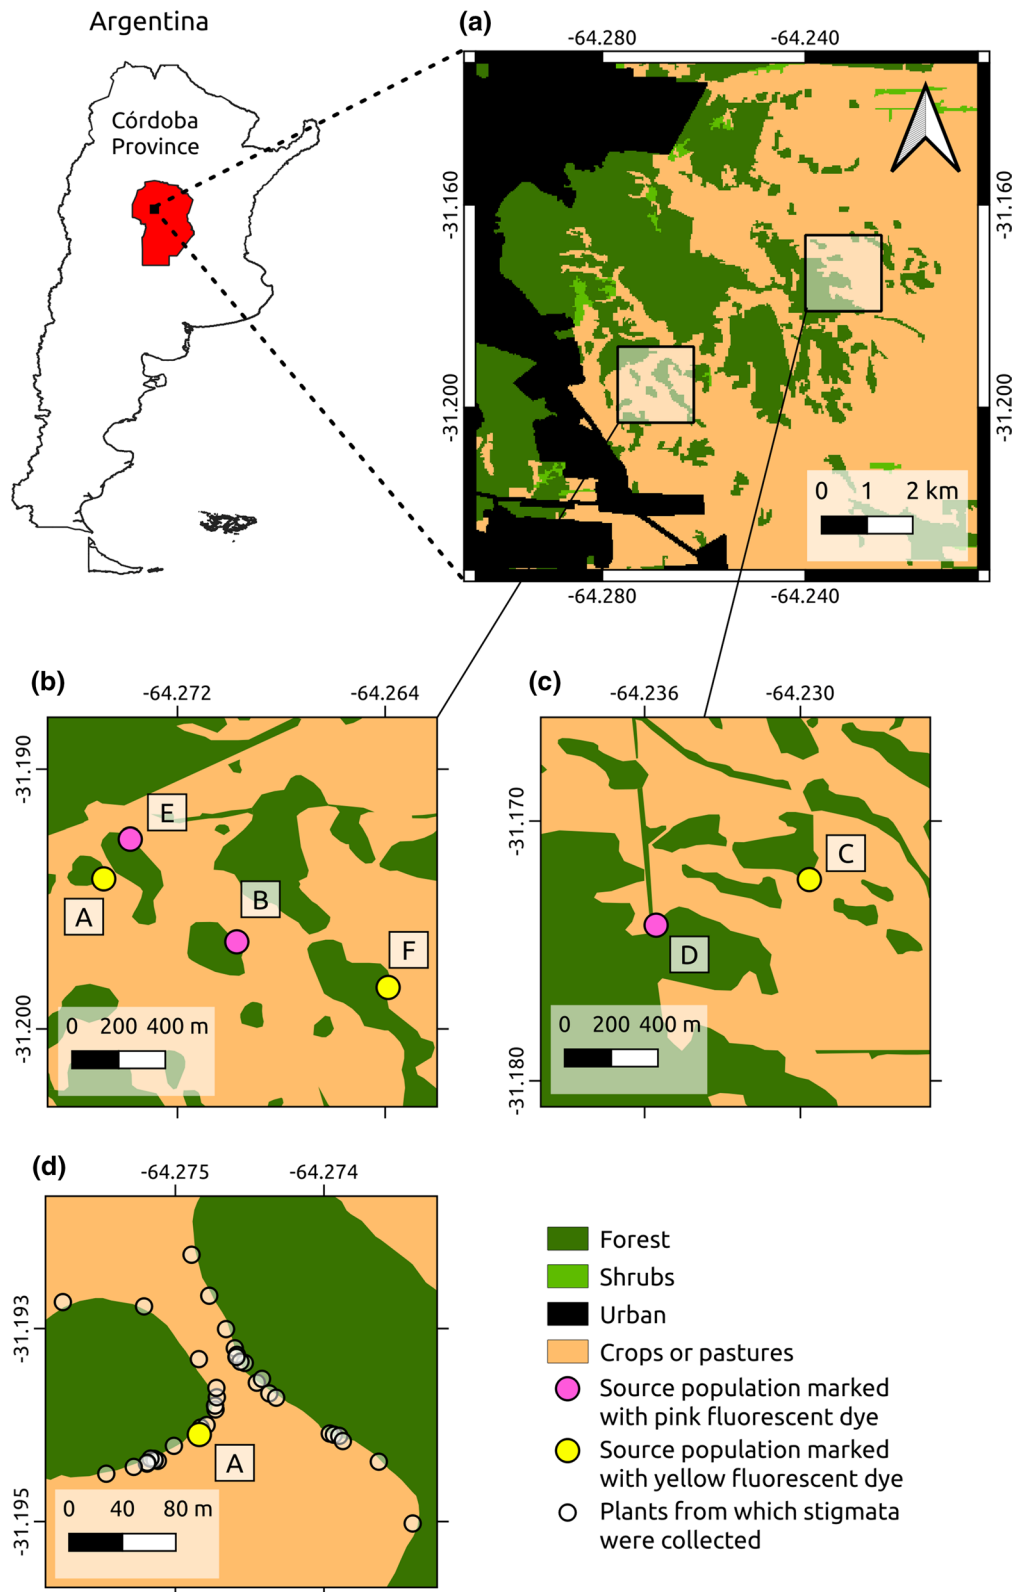 Argentina
Córdoba
Province
(a)
-64.280
-64.240
-31.160
-31.200
-31.160
-31.200
0 1 2 km
-64.280
-64.240
(b)
-64.272
-64.264
-31.190
-31.200
E
A
B
F
0 200 400 m
(c)
-64.236
-64.230
-31.170
-31.180
C
D
0 200 400 m
(d)
-64.275
-64.274
-31.193
-31.195
A
0 40 80 m
Forest
Shrubs
Urban
Crops or pastures
Source population marked
with pink fluorescent dye
Source population marked
with yellow fluorescent dye
Plants from which stigmata
were collected